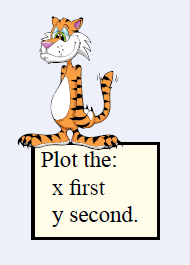 Plot the:
x first
y second.